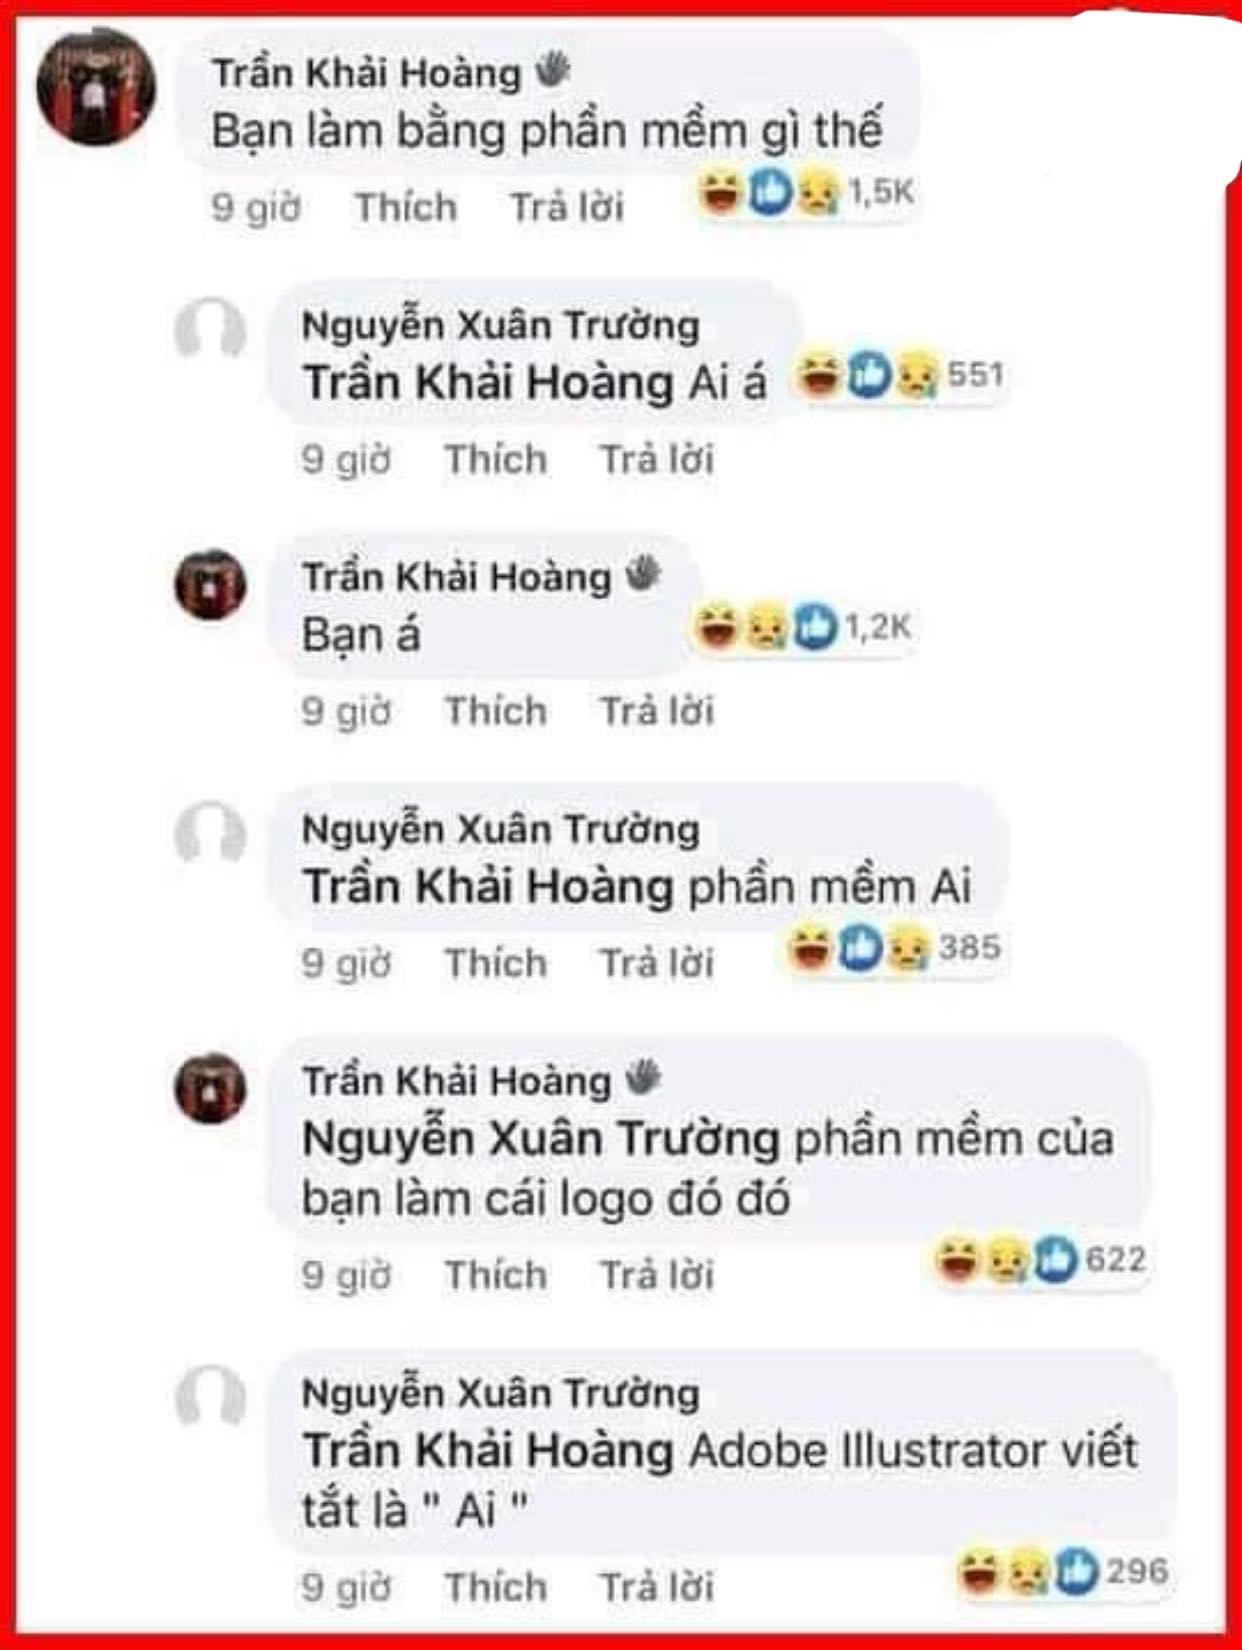 Trần Khải Hoàng
Bạn làm bằng phần mềm gì thế
9 giờ Thích Trả lời 1,5K
Nguyễn Xuân Trường
Trần Khải Hoàng Ai á 551
9 giờ Thích Trả lời
Trần Khải Hoàng
Bạn á 1,2K
9 giờ Thích Trả lời
Nguyễn Xuân Trường
Trần Khải Hoàng phần mềm Ai
9 giờ Thích Trả lời 385
Trần Khải Hoàng
Nguyễn Xuân Trường phần mềm của
bạn làm cái logo đó đó
9 giờ Thích Trả lời 622
Nguyễn Xuân Trường
Trần Khải Hoàng Adobe Illustrator viết
tắt là " Ai "
9 giờ Thích Trả lời 296